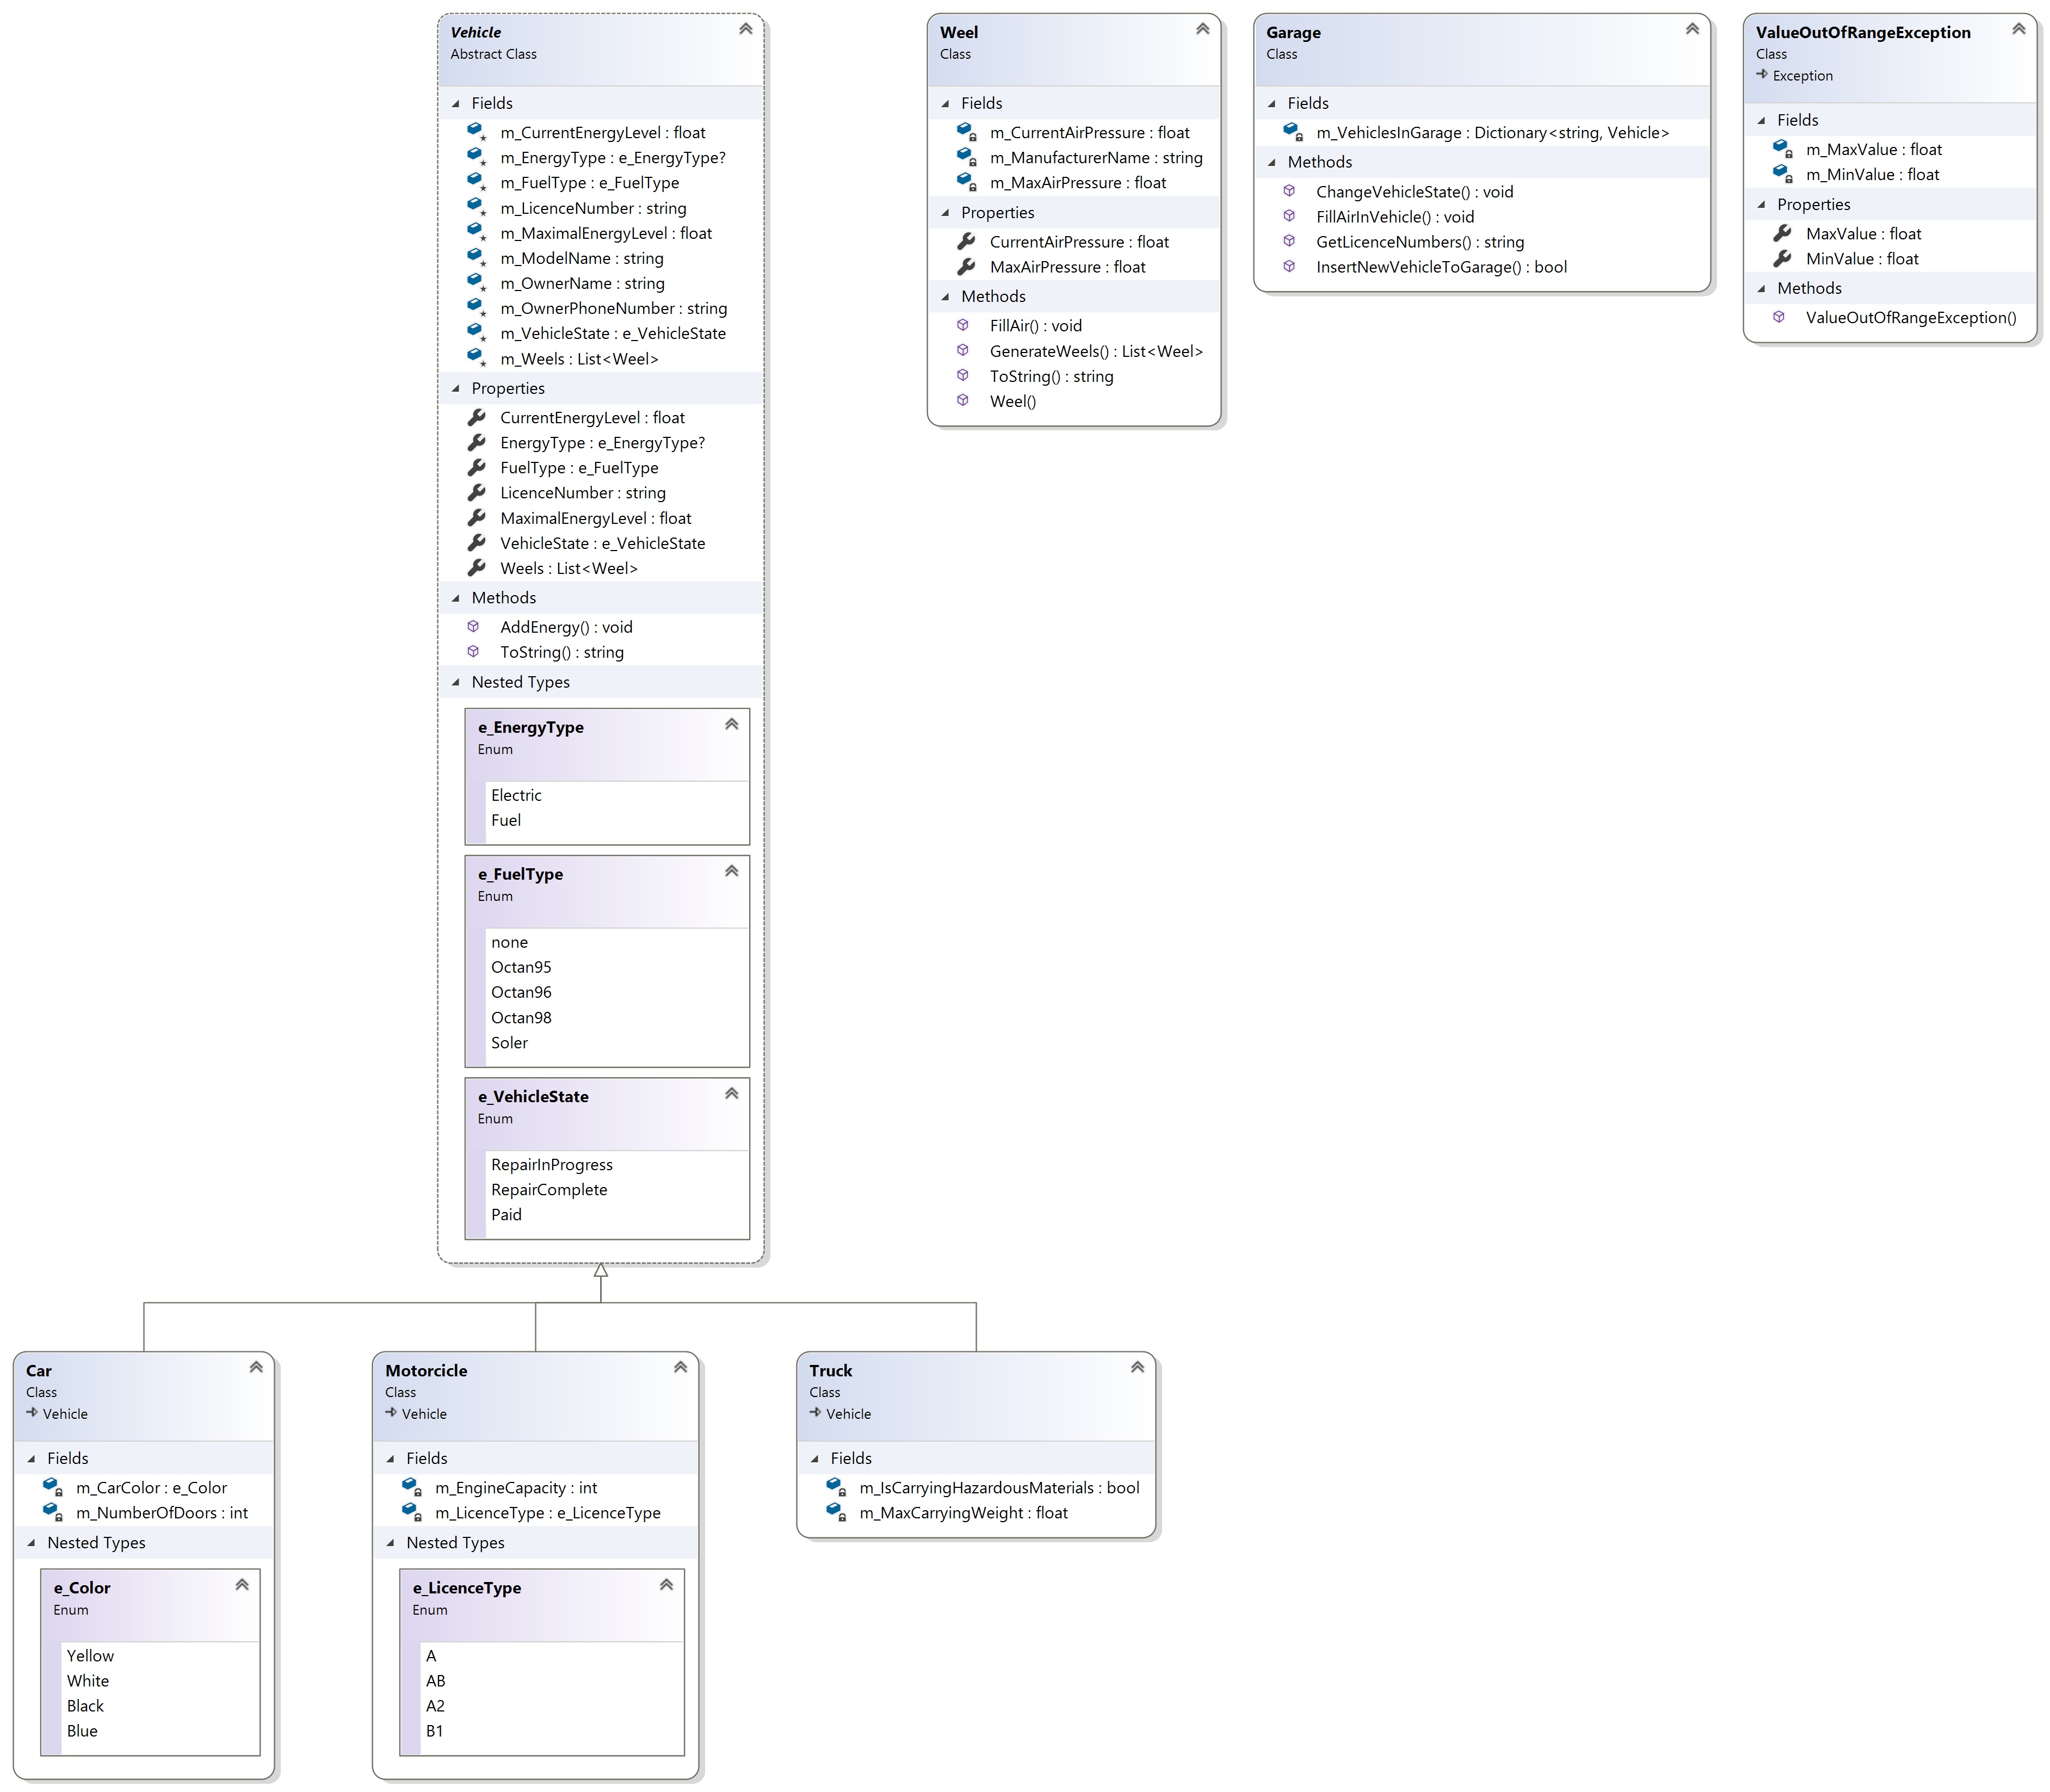 Vehicle
Abstract Class
Fields
m_CurrentEnergyLevel : float
m_EnergyType : e_EnergyType?
m_FuelType : e_FuelType
m_LicenceNumber : string
m_MaximalEnergyLevel : float
m_ModelName : string
m_OwnerName : string
m_OwnerPhoneNumber : string
m_VehicleState : e_VehicleState
m_Weels : List<Weel>
Properties
CurrentEnergyLevel : float
EnergyType : e_EnergyType?
FuelType : e_FuelType
LicenceNumber : string
MaximalEnergyLevel : float
VehicleState : e_VehicleState
Weels : List<Weel>
Methods
AddEnergy() : void
ToString() : string
Nested Types
e_EnergyType
Enum
Electric
Fuel
e_FuelType
Enum
none
Octan95
Octan96
Octan98
Soler
e_VehicleState
Enum
RepairInProgress
RepairComplete
Paid
Weel
Class
Fields
m_CurrentAirPressure : float
m_ManufacturerName : string
m_MaxAirPressure : float
Properties
CurrentAirPressure : float
MaxAirPressure : float
Methods
FillAir() : void
GenerateWeels() : List<Weel>
ToString() : string
Weel()
Garage
Class
Fields
m_VehiclesInGarage : Dictionary<string, Vehicle>
Methods
ChangeVehicleState() : void
FillAirInVehicle() : void
GetLicenceNumbers() : string
InsertNewVehicleToGarage() : bool
ValueOutOfRangeException
Class
Exception
Fields
m_MaxValue : float
m_MinValue : float
Properties
MaxValue : float
MinValue : float
Methods
ValueOutOfRangeException()
Car
Class
Vehicle
Fields
m_CarColor : e_Color
m_NumberOfDoors : int
Nested Types
e_Color
Enum
Yellow
White
Black
Blue
Motorcicle
Class
Vehicle
Fields
m_EngineCapacity : int
m_LicenceType : e_LicenceType
Nested Types
e_LicenceType
Enum
A
AB
A2
B1
Truck
Class
Vehicle
Fields
m_IsCarryingHazardousMaterials : bool
m_MaxCarryingWeight : float